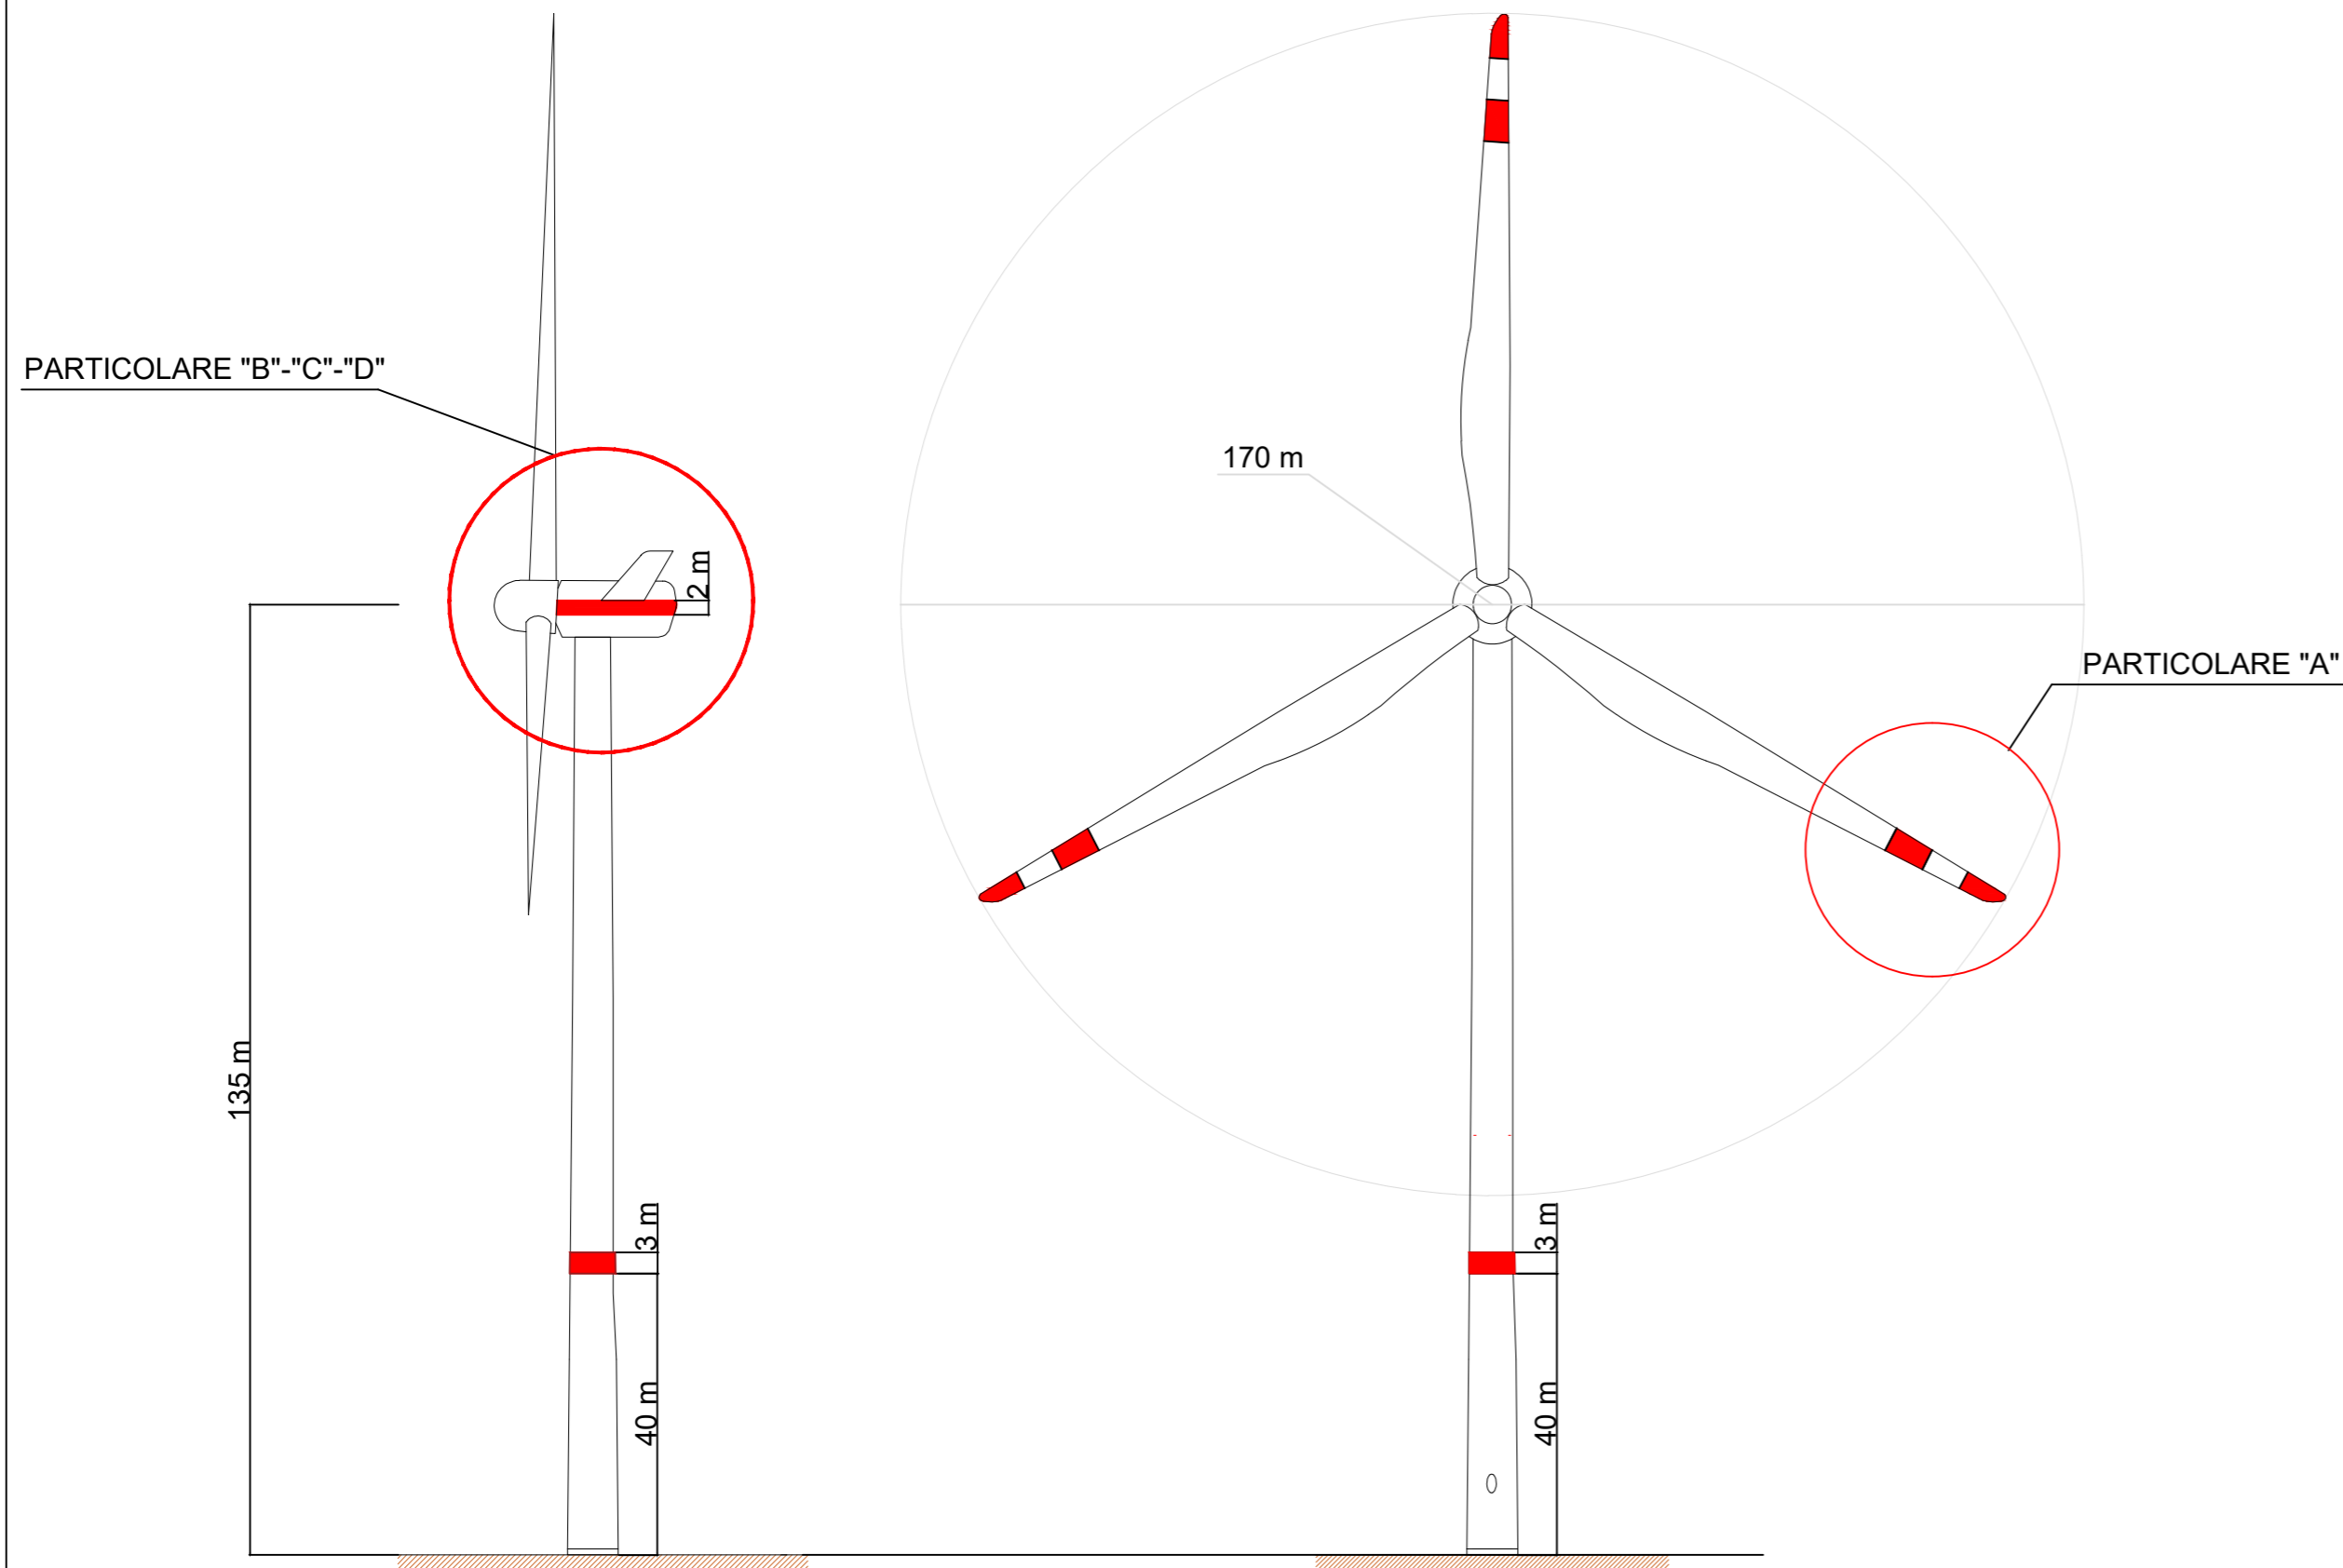 PARTICOLARE "B"-"C"-"D"
170 m
2 m
PARTICOLARE "A"
135 m
3 m
3 m
40 m
40 m